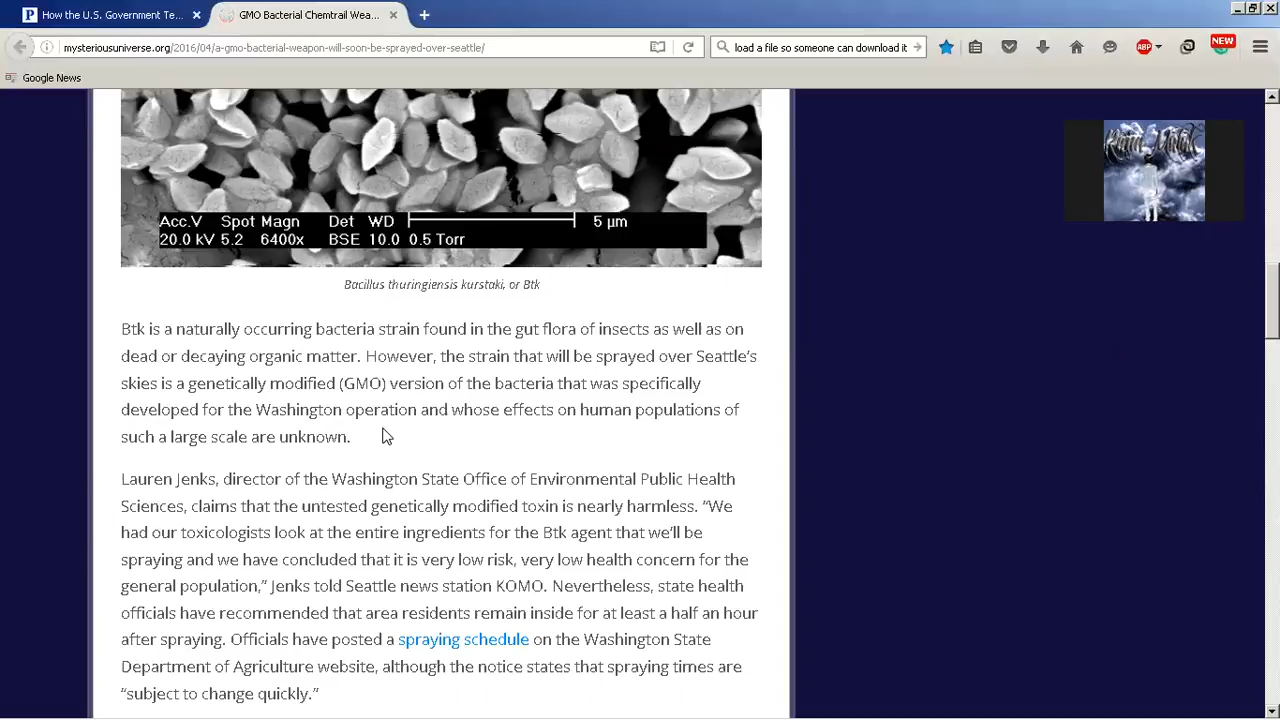 How the U.S. Government Te...
GMO Bacterial Chemtrail Wea...
mysteriousuniverse.org/2016/04/a-gmo-bacterial-weapon-will-soon-be-sprayed-over-seattle/
load a file so someone can download it
ABP
NEW
Google News
Acc.V Spot Magn Det WD 5 µm
20.0 kV 5.2 6400x BSE 10.0 0.5 Torr
Bacillus thuringiensis kurstaki, or Btk
Btk is a naturally occurring bacteria strain found in the gut flora of insects as well as on
dead or decaying organic matter. However, the strain that will be sprayed over Seattle's
skies is a genetically modified (GMO) version of the bacteria that was specifically
developed for the Washington operation and whose effects on human populations of
such a large scale are unknown.
Lauren Jenks, director of the Washington State Office of Environmental Public Health
Sciences, claims that the untested genetically modified toxin is nearly harmless. “We
had our toxicologists look at the entire ingredients for the Btk agent that we'll be
spraying and we have concluded that it is very low risk, very low health concern for the
general population,” Jenks told Seattle news station KOMO. Nevertheless, state health
officials have recommended that area residents remain inside for at least a half an hour
after spraying. Officials have posted a spraying schedule on the Washington State
Department of Agriculture website, although the notice states that spraying times are
“subject to change quickly.”